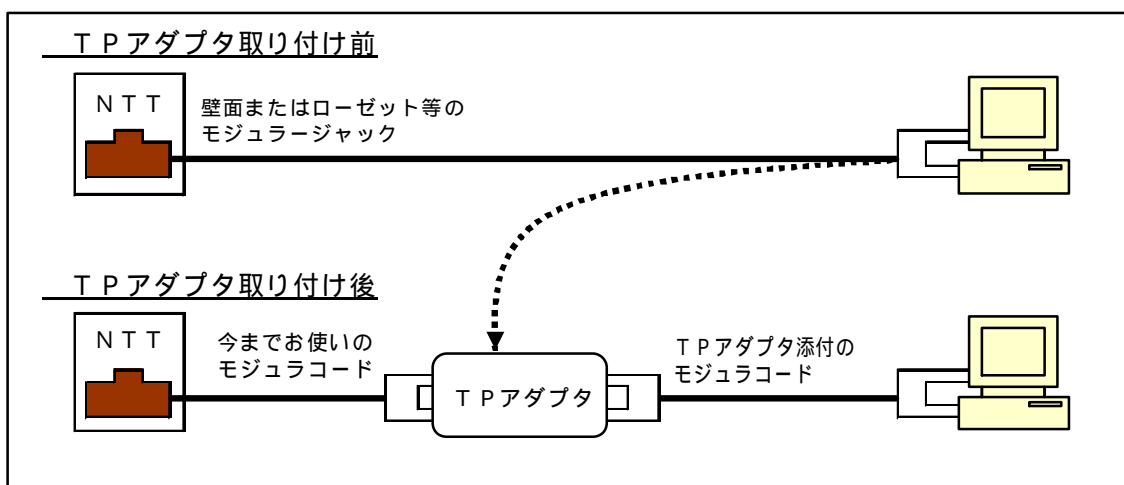 ＴＰアダプタ取り付け前
ＮＴＴ
壁面またはローゼット等の
モジュラージャック
ＴＰアダプタ取り付け後
ＮＴＴ
今までお使いの
モジュラコード
ＴＰアダプタ
ＴＰアダプタ添付の
モジュラコード